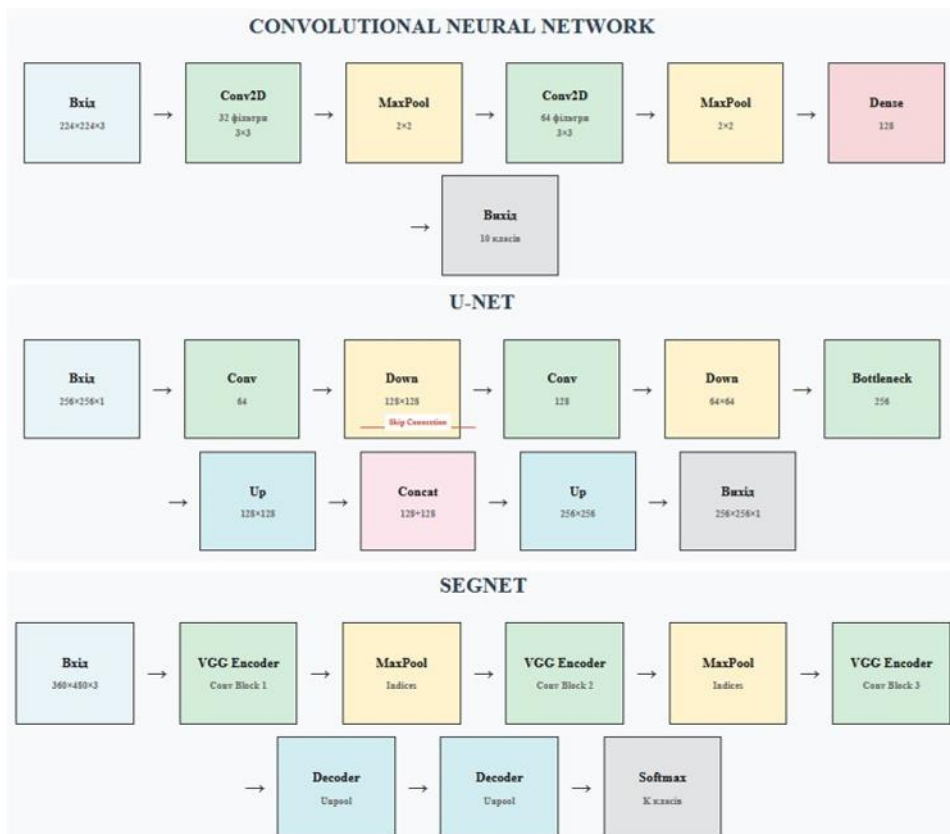 CONVOLUTIONAL NEURAL NETWORK
Вхід
224×224×3
→
Conv2D
32 фільтри
3×3
→
MaxPool
2×2
→
Conv2D
64 фільтри
3×3
→
MaxPool
2×2
→
Dense
128
→
Вихід
10 класів
U-NET
Вхід
256×256×1
→
Conv
64
→
Down
128×128
Skip Connection
→
Conv
128
→
Down
64×64
→
Bottleneck
256
→
Up
128×128
→
Concat
128+128
→
Up
256×256
→
Вихід
256×256×1
SEGNET
Вхід
360×480×3
→
VGG Encoder
Conv Block 1
→
MaxPool
Indices
→
VGG Encoder
Conv Block 2
→
MaxPool
Indices
→
VGG Encoder
Conv Block 3
→
Decoder
Unpool
→
Decoder
Unpool
→
Softmax
K класів